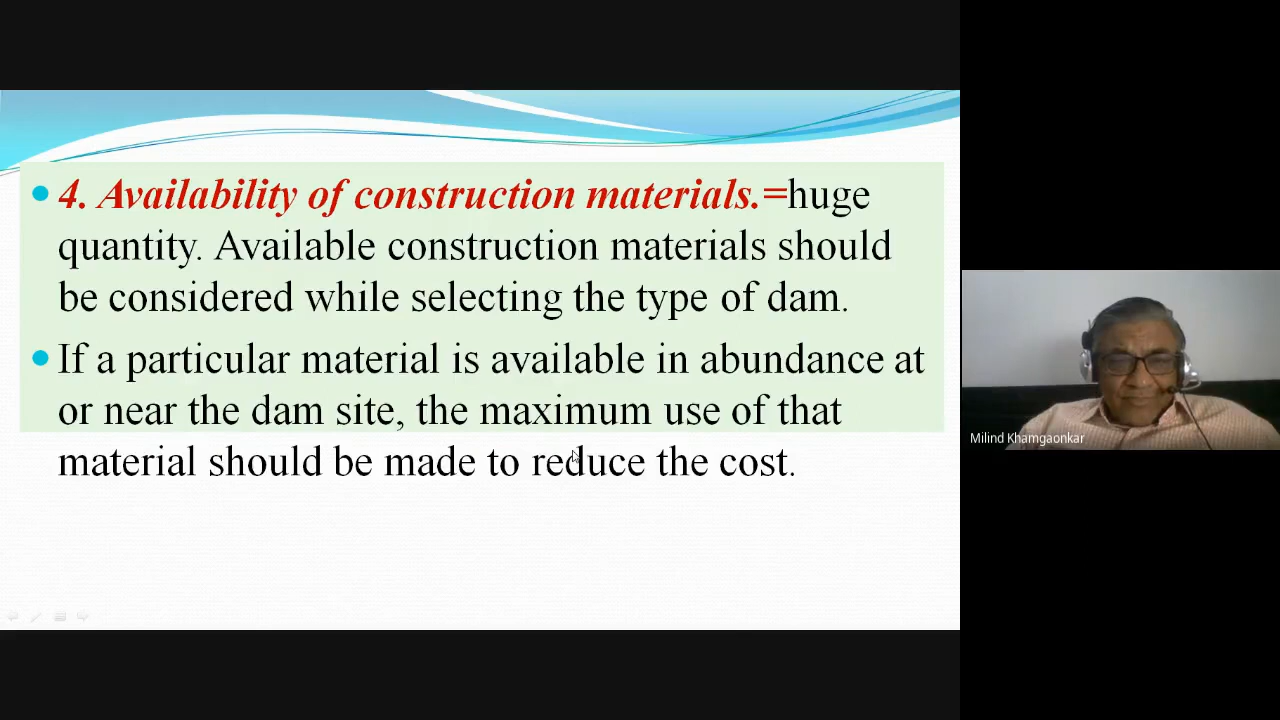 4. Availability of construction materials.=huge
quantity. Available construction materials should
be considered while selecting the type of dam.
If a particular material is available in abundance at
or near the dam site, the maximum use of that
material should be made to reduce the cost.
Milind Khamgaonkar